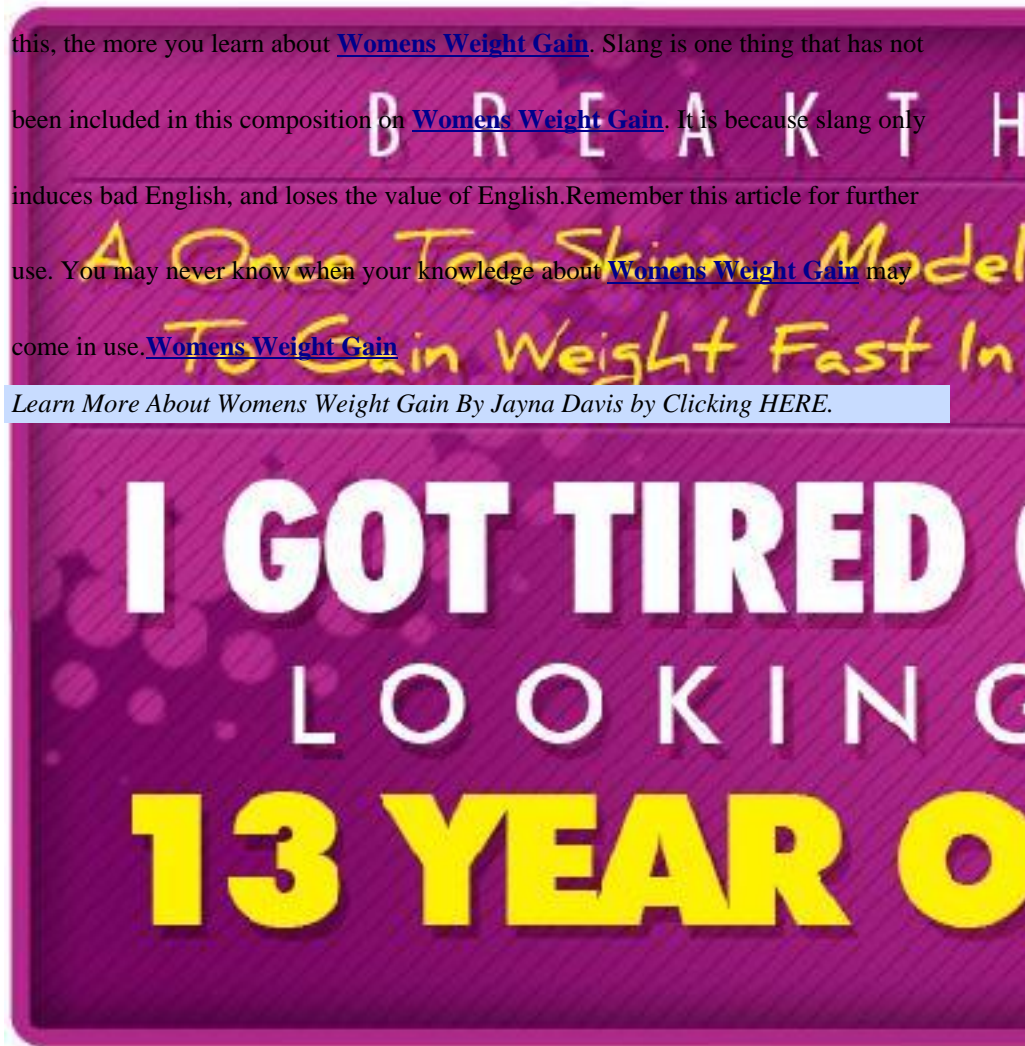 this, the more you learn about Womens Weight Gain. Slang is one thing that has not
BREAKTH
been included in this composition on Womens Weight Gain. It is because slang only
induces bad English, and loses the value of English.Remember this article for further
A Once Too-Skinny Model
use. You may never know when your knowledge about Womens Weight Gain may
To Gain Weight Fast In
come in use.Womens Weight Gain
Learn More About Womens Weight Gain By Jayna Davis by Clicking HERE.
I GOT TIRED
LOOKING
13 YEAR O